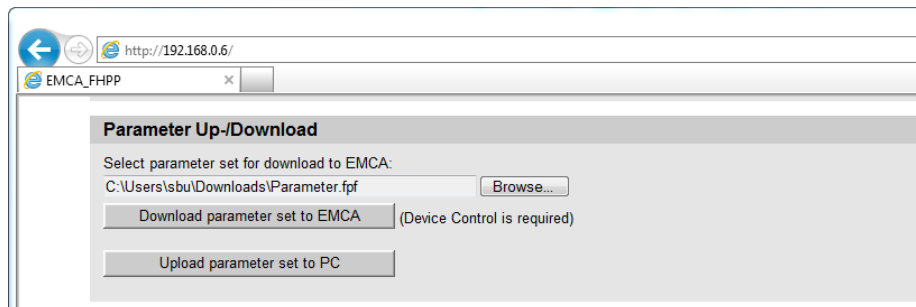 http://192.168.0.6/
EMCA_FHPP ×
Parameter Up-/Download
Select parameter set for download to EMCA:
C:\Users\sbu\Downloads\Parameter.fpf Browse...
Download parameter set to EMCA (Device Control is required)
Upload parameter set to PC